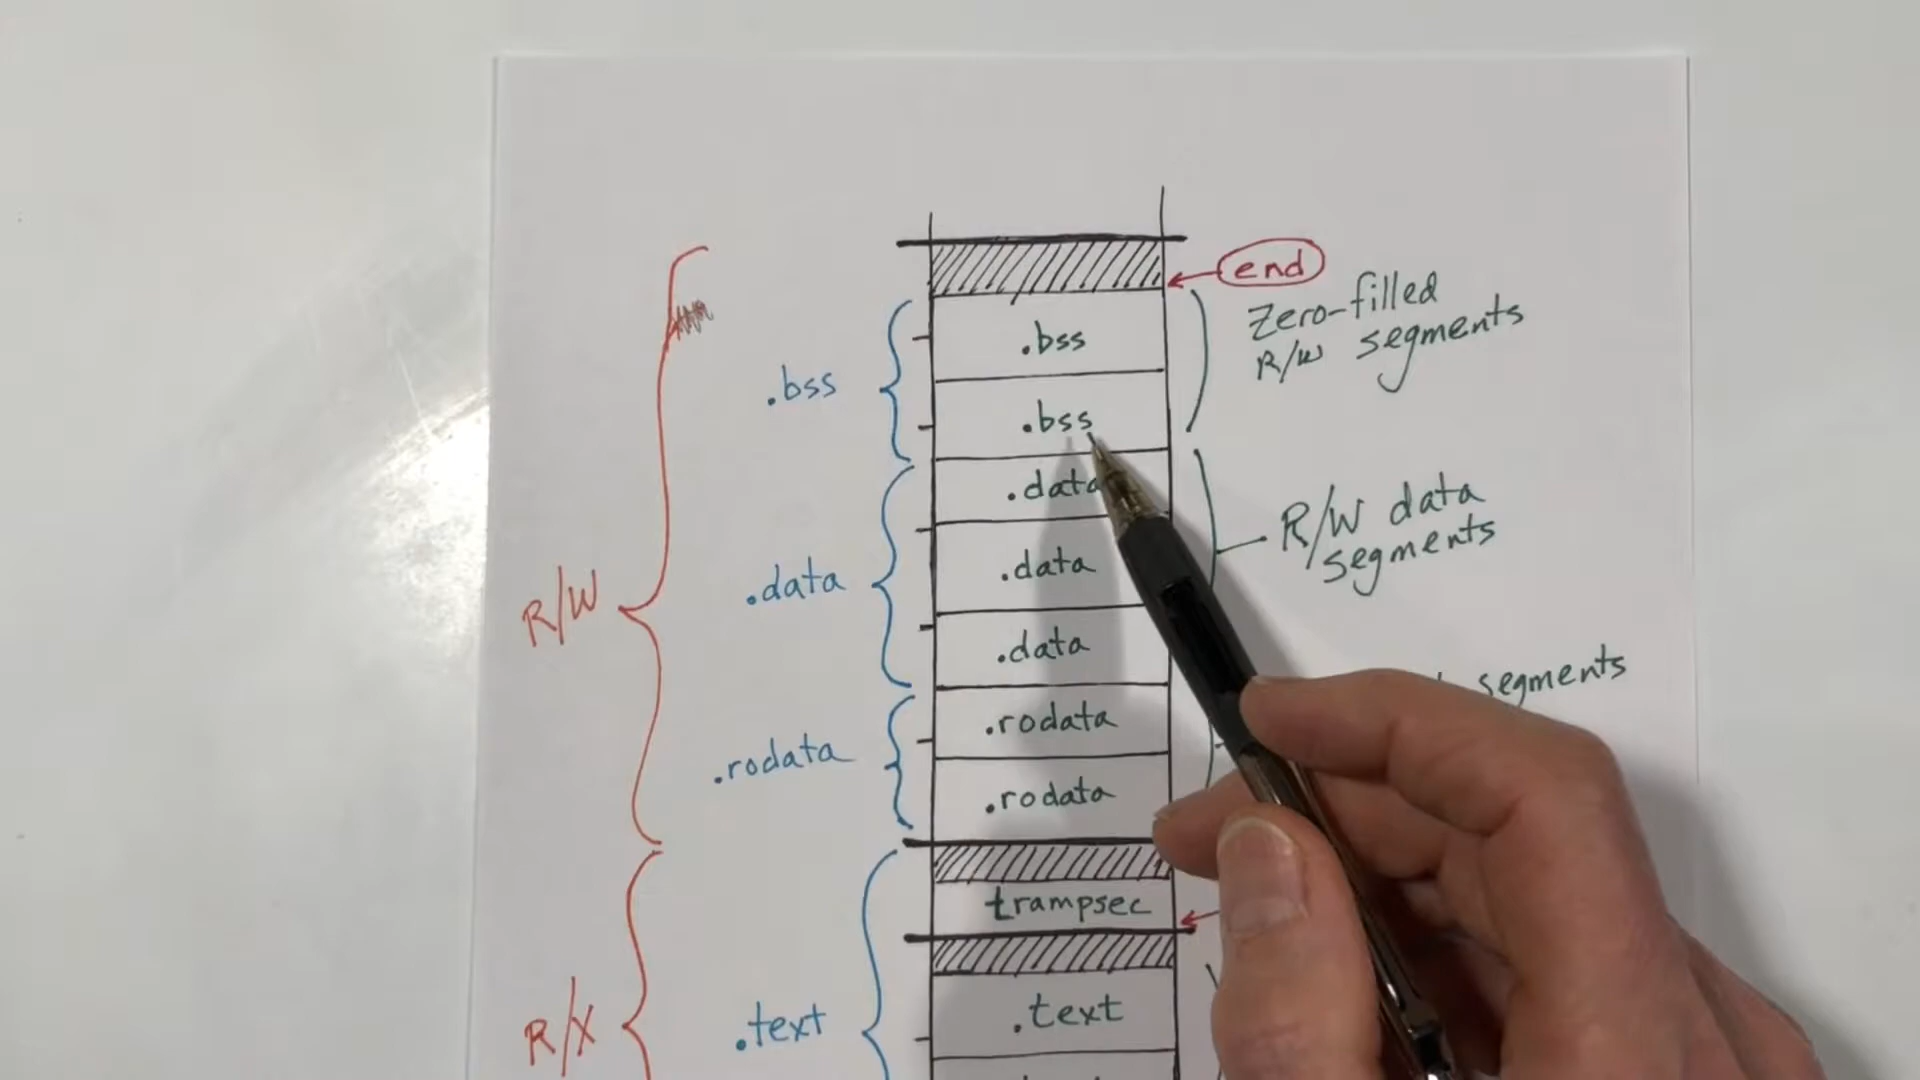 end
Zero-filled
R/W segments
.bss
.bss
.bss
.data
R/W data
segments
R/W
.data
.data
.data
segments
.rodata
.rodata
.rodata
trampsec
R/X
.text
.text